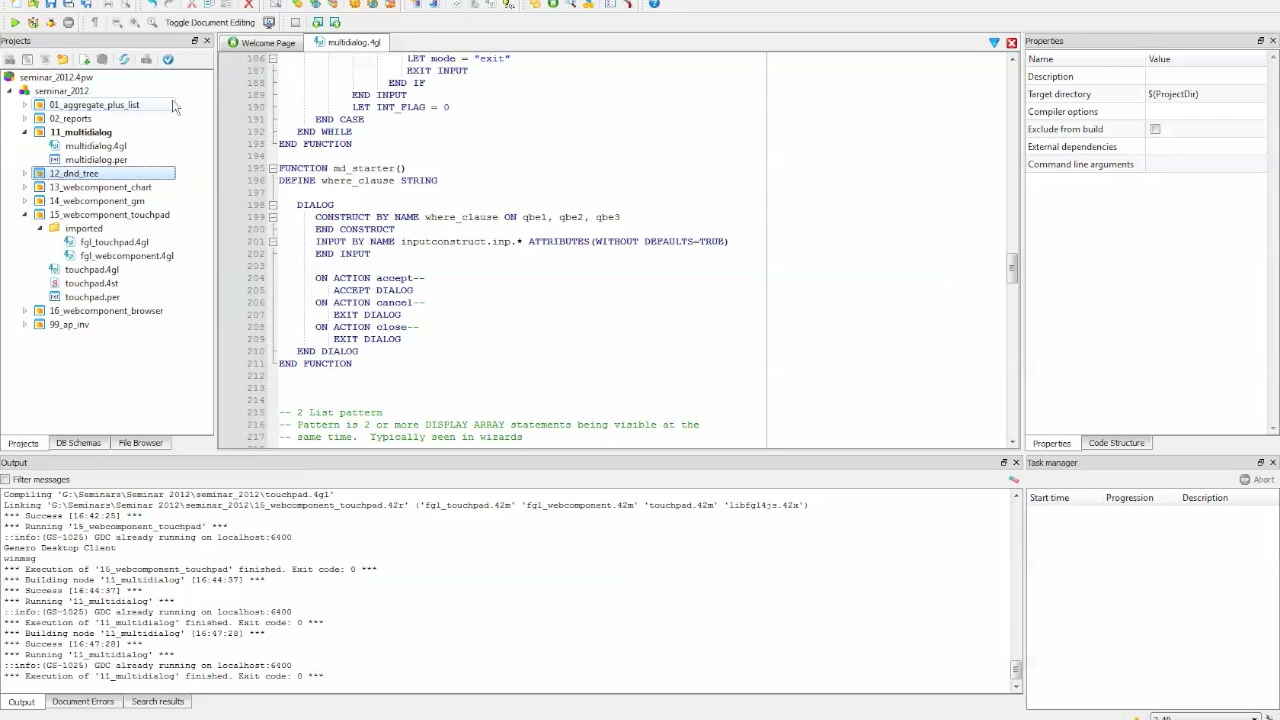 Toggle Document Editing
Projects
seminar_2012.4pw
seminar_2012
01_aggregate_plus_list
02_reports
11_multidialog
multidialog.4gl
multidialog.per
12_dnd_tree
13_webcomponent_chart
14_webcomponent_gm
15_webcomponent_touchpad
imported
fgl_touchpad.4gl
fgl_webcomponent.4gl
touchpad.4gl
touchpad.4st
touchpad.per
16_webcomponent_browser
99_ap_inv
Projects DB Schemas File Browser
Welcome Page multidialog.4gl
186 LET mode = "exit"
187 EXIT INPUT
188 END IF
189 END INPUT
190 LET INT_FLAG = 0
191 END CASE
192 END WHILE
193 END FUNCTION
194
195 FUNCTION md_starter()
196 DEFINE where_clause STRING
197
198 DIALOG
199 CONSTRUCT BY NAME where_clause ON qbe1, qbe2, qbe3
200 END CONSTRUCT
201 INPUT BY NAME inputconstruct.inp.* ATTRIBUTES(WITHOUT DEFAULTS=TRUE)
202 END INPUT
203
204 ON ACTION accept--
205 ACCEPT DIALOG
206 ON ACTION cancel--
207 EXIT DIALOG
208 ON ACTION close--
209 EXIT DIALOG
210 END DIALOG
211 END FUNCTION
212
213
214
215 -- 2 List pattern
216 -- Pattern is 2 or more DISPLAY ARRAY statements being visible at the
217 -- same time. Typically seen in wizards
Properties
Name Value
Description
Target directory $(ProjectDir)
Compiler options
Exclude from build
External dependencies
Command line arguments
Properties Code Structure
Output
Filter messages
Compiling 'G:\Seminars\Seminar 2012\seminar_2012\touchpad.4gl'
Linking 'G:\Seminars\Seminar 2012\seminar_2012\15_webcomponent_touchpad.42r' ('fgl_touchpad.42m' 'fgl_webcomponent.42m' 'touchpad.42m' 'libfgl4js.42x')
*** Success [16:42:25] ***
*** Running '15_webcomponent_touchpad' ***
::info:(GS-1025) GDC already running on localhost:6400
Genero Desktop Client
winmsg
*** Execution of '15_webcomponent_touchpad' finished. Exit code: 0 ***
*** Building node '11_multidialog' [16:44:37] ***
*** Success [16:44:37] ***
*** Running '11_multidialog' ***
::info:(GS-1025) GDC already running on localhost:6400
*** Execution of '11_multidialog' finished. Exit code: 0 ***
*** Building node '11_multidialog' [16:47:28] ***
*** Success [16:47:28] ***
*** Running '11_multidialog' ***
::info:(GS-1025) GDC already running on localhost:6400
*** Execution of '11_multidialog' finished. Exit code: 0 ***
Output Document Errors Search results
Task manager
Abort
Start time Progression Description